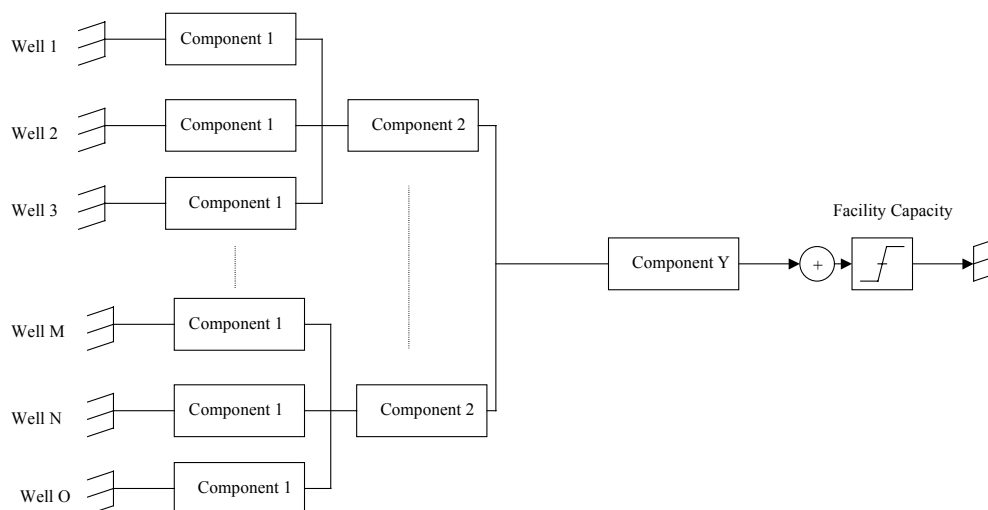 Well 1
Component 1
Well 2
Component 1
Component 2
Well 3
Component 1
Facility Capacity
Component Y
+
Well M
Component 1
Well N
Component 1
Component 2
Well O
Component 1